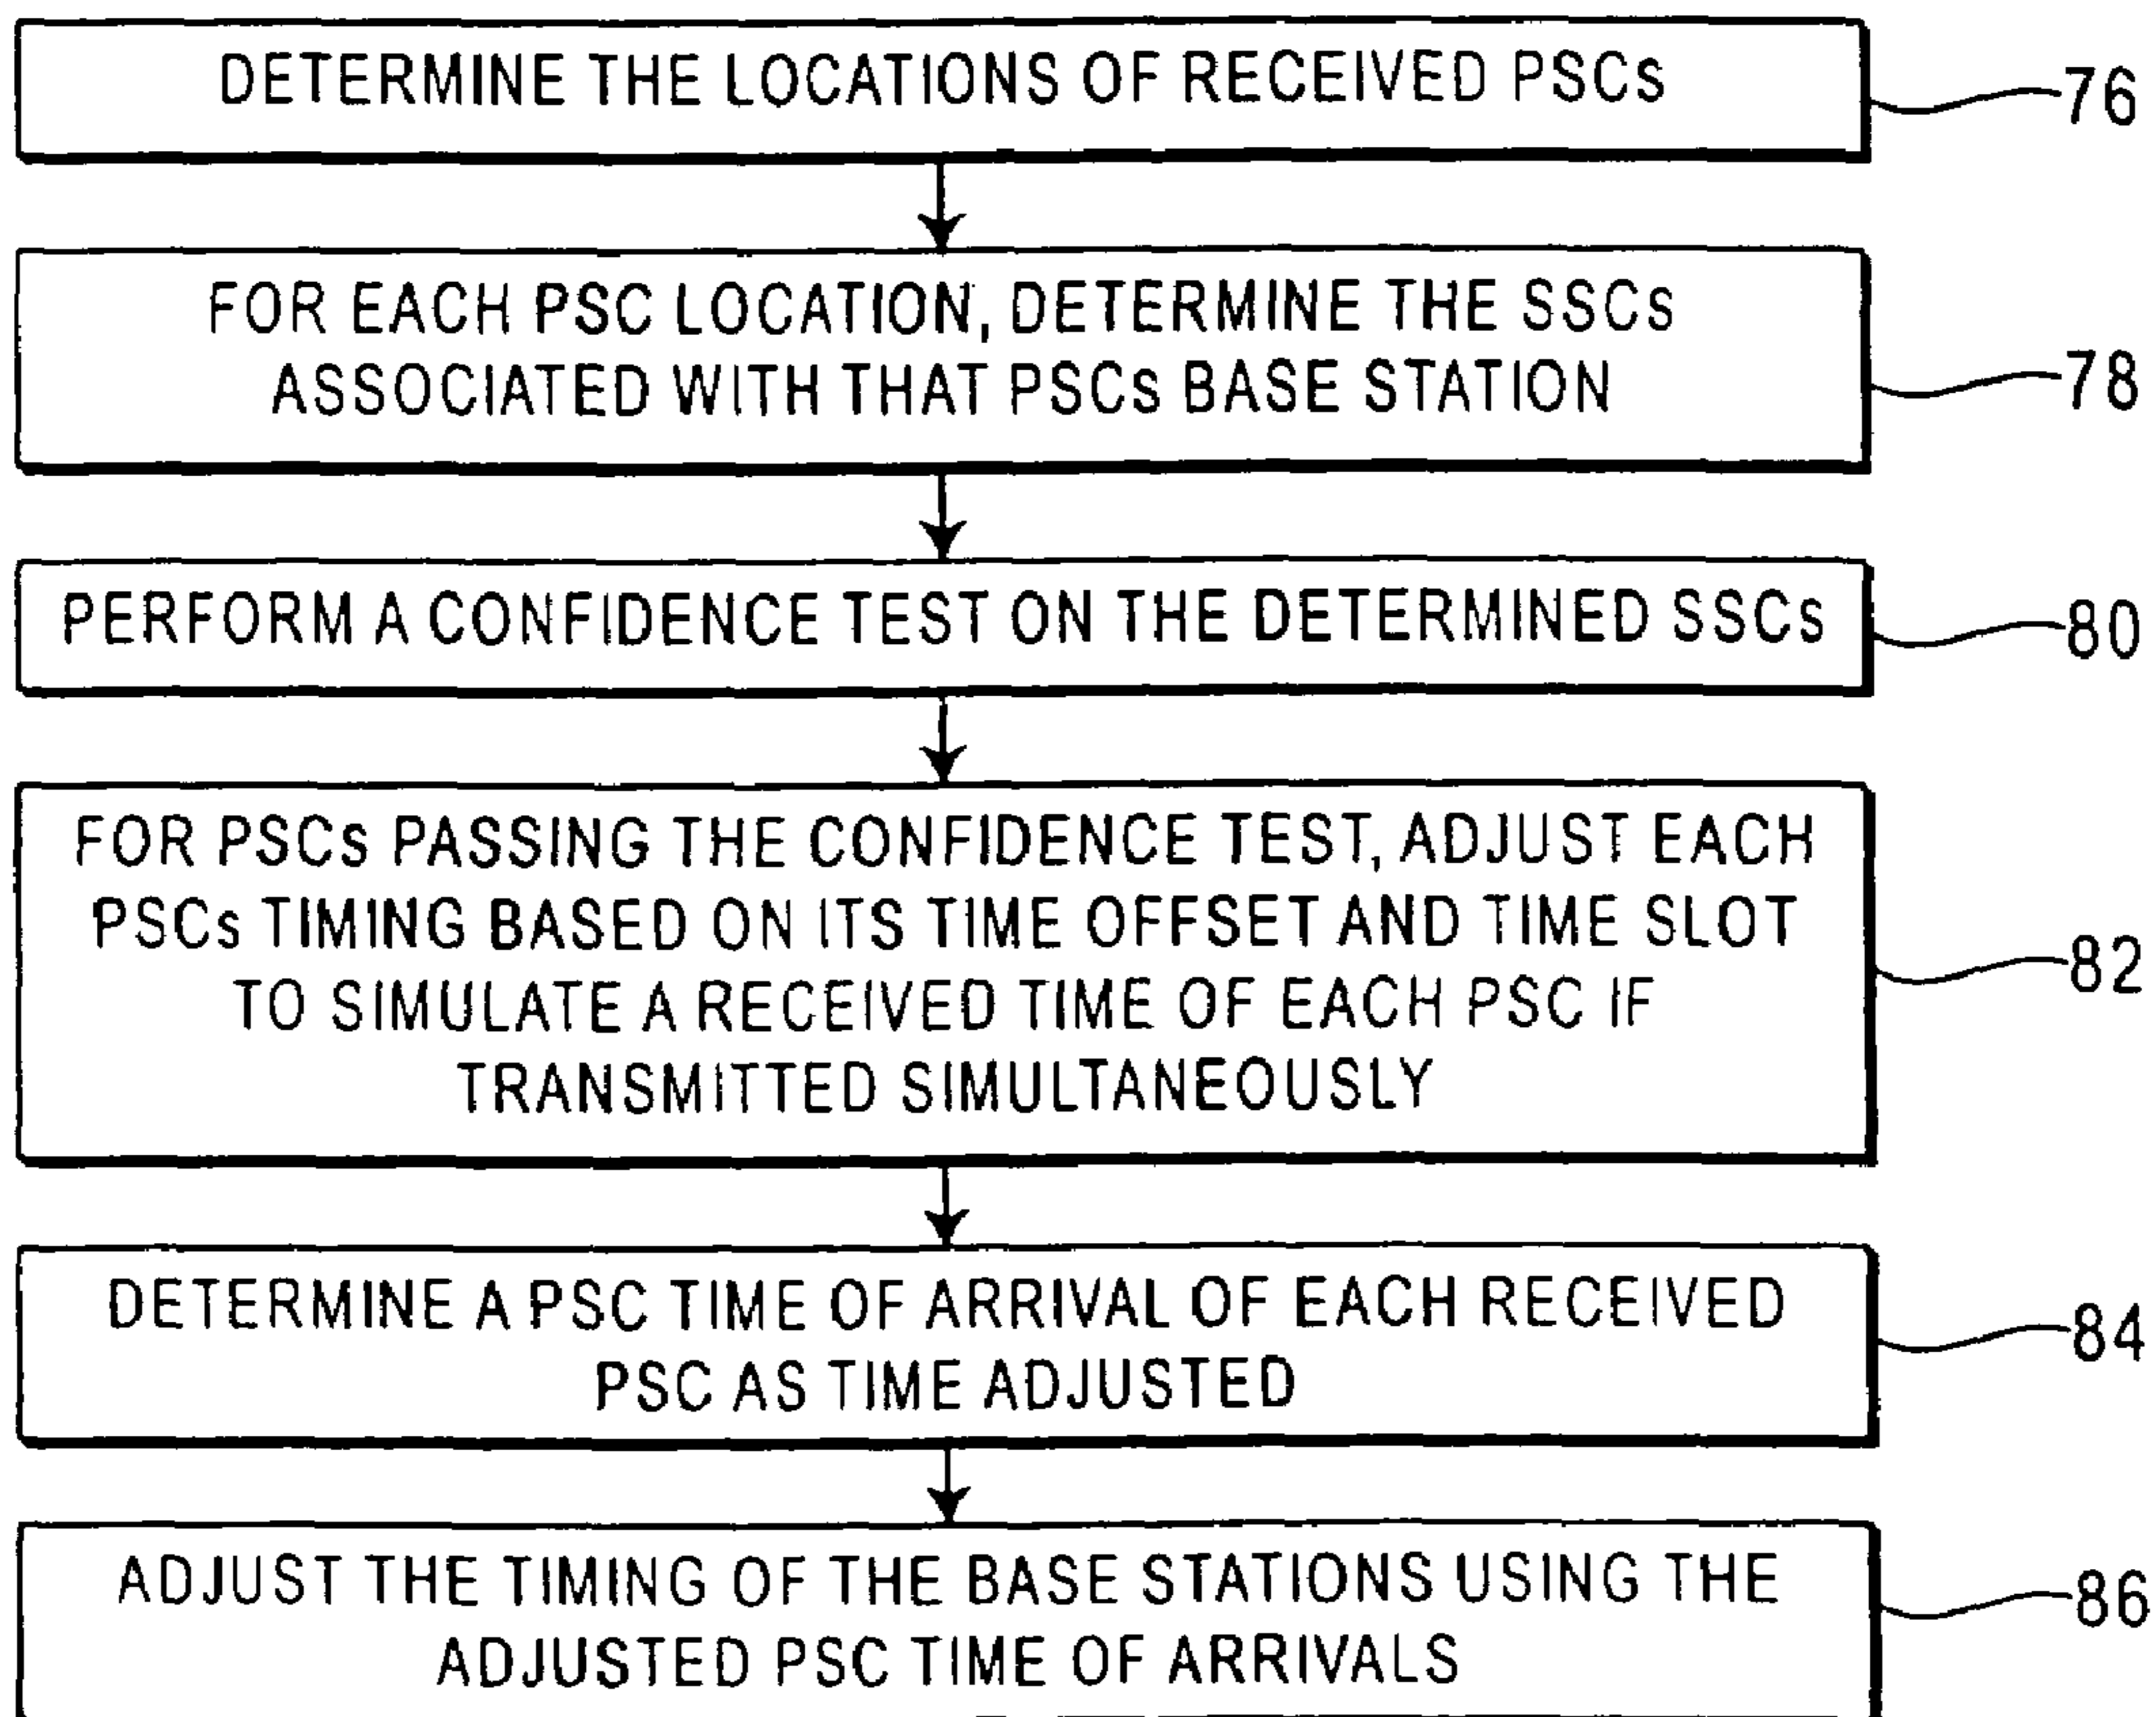 DETERMINE THE LOCATIONS OF RECEIVED PSCs
76
FOR EACH PSC LOCATION, DETERMINE THE SSCs
ASSOCIATED WITH THAT PSCs BASE STATION
78
PERFORM A CONFIDENCE TEST ON THE DETERMINED SSCs
80
FOR PSCs PASSING THE CONFIDENCE TEST, ADJUST EACH
PSCs TIMING BASED ON ITS TIME OFFSET AND TIME SLOT
TO SIMULATE A RECEIVED TIME OF EACH PSC IF
TRANSMITTED SIMULTANEOUSLY
82
DETERMINE A PSC TIME OF ARRIVAL OF EACH RECEIVED
PSC AS TIME ADJUSTED
84
ADJUST THE TIMING OF THE BASE STATIONS USING THE
ADJUSTED PSC TIME OF ARRIVALS
86